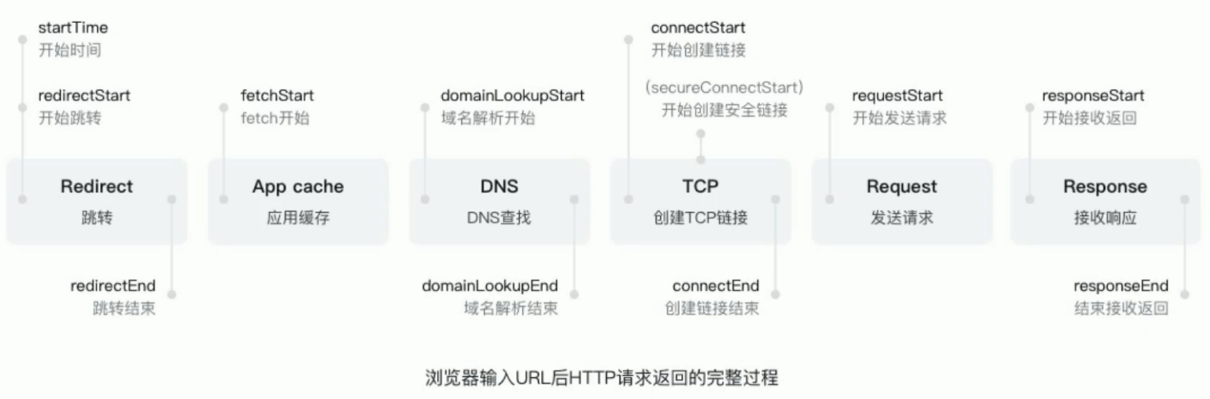 startTime
开始时间
connectStart
开始创建链接
(secureConnectStart)
开始创建安全链接
redirectStart
开始跳转
fetchStart
fetch开始
domainLookupStart
域名解析开始
requestStart
开始发送请求
responseStart
开始接收返回
Redirect
跳转
App cache
应用缓存
DNS
DNS查找
TCP
创建TCP链接
Request
发送请求
Response
接收响应
redirectEnd
跳转结束
domainLookupEnd
域名解析结束
connectEnd
创建链接结束
responseEnd
结束接收返回
浏览器输入URL后HTTP请求返回的完整过程